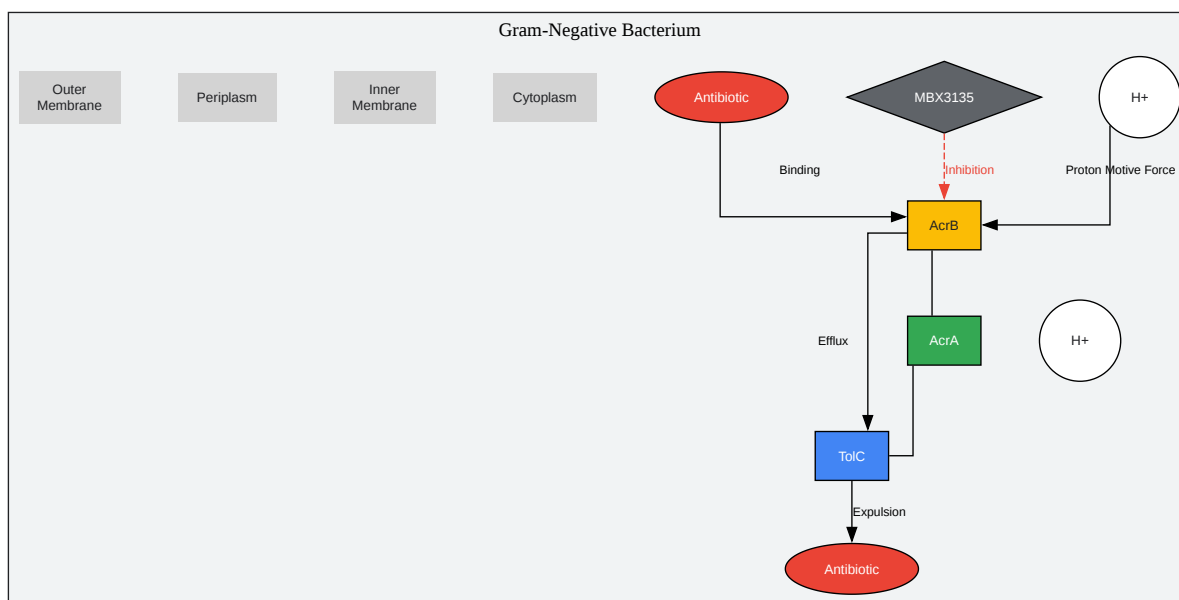 Gram-Negative Bacterium
Outer
Membrane
Periplasm
Inner
Membrane
Cytoplasm
Antibiotic
MBX3135
H+
Binding
Inhibition
Proton Motive Force
AcrB
Efflux
AcrA
H+
TolC
Expulsion
Antibiotic